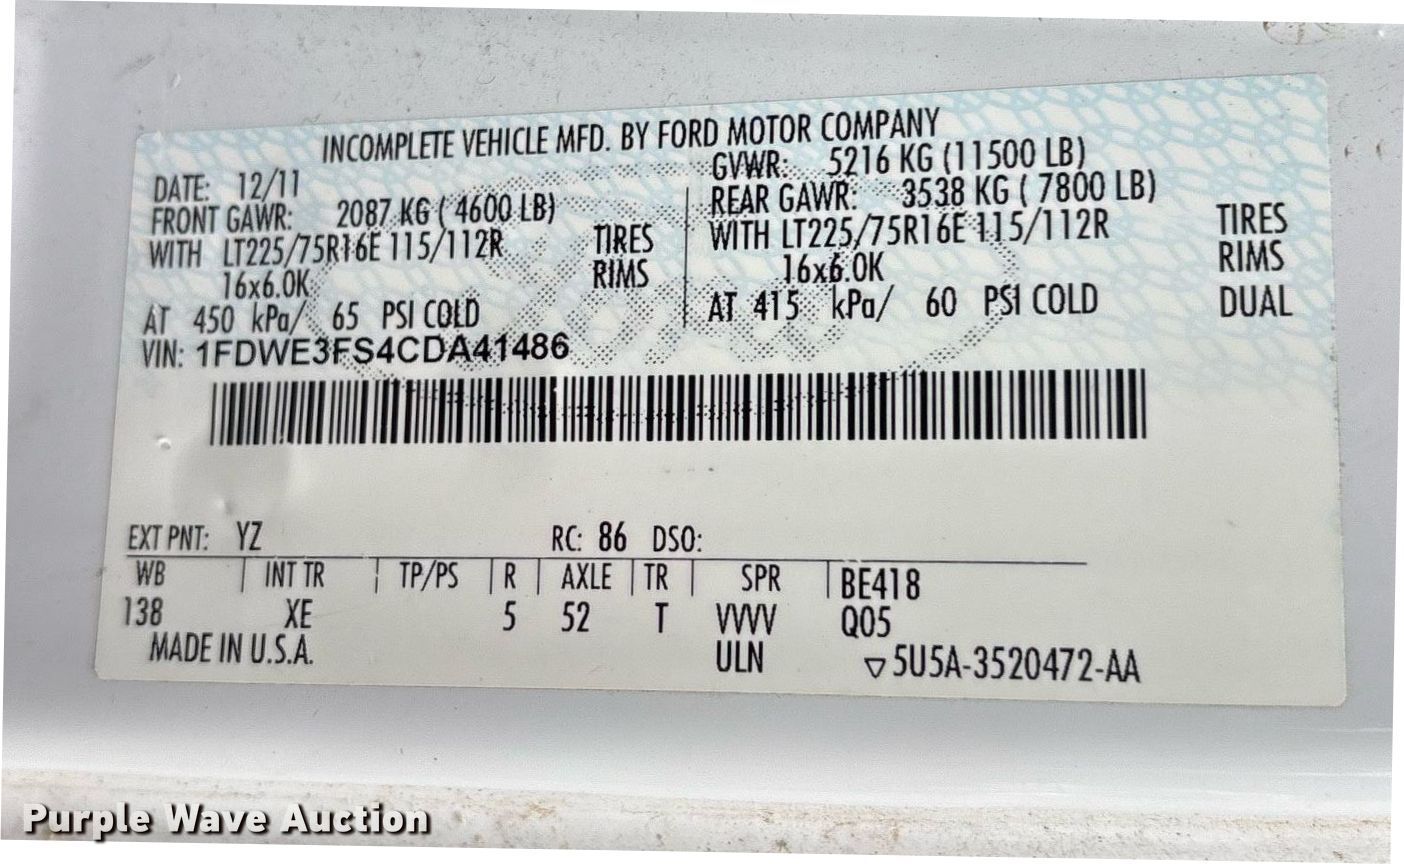 INCOMPLETE VEHICLE MFD. BY FORD MOTOR COMPANY
DATE: 12/11
GVWR: 5216 KG (11500 LB)
FRONT GAWR: 2087 KG ( 4600 LB)
REAR GAWR: 3538 KG ( 7800 LB)
WITH LT225/75R16E 115/112R TIRES
WITH LT225/75R16E 115/112R TIRES
16x6.0K RIMS
16x6.0K RIMS
AT 450 kPa/ 65 PSI COLD
AT 415 kPa/ 60 PSI COLD DUAL
VIN: 1FDWE3FS4CDA41486
EXT PNT: YZ RC: 86 DSO:
WB INT TR TP/PS R AXLE TR SPR BE418
138 XE 5 52 T VVVV Q05
MADE IN U.S.A. ULN ▽5U5A-3520472-AA
Purple Wave Auction